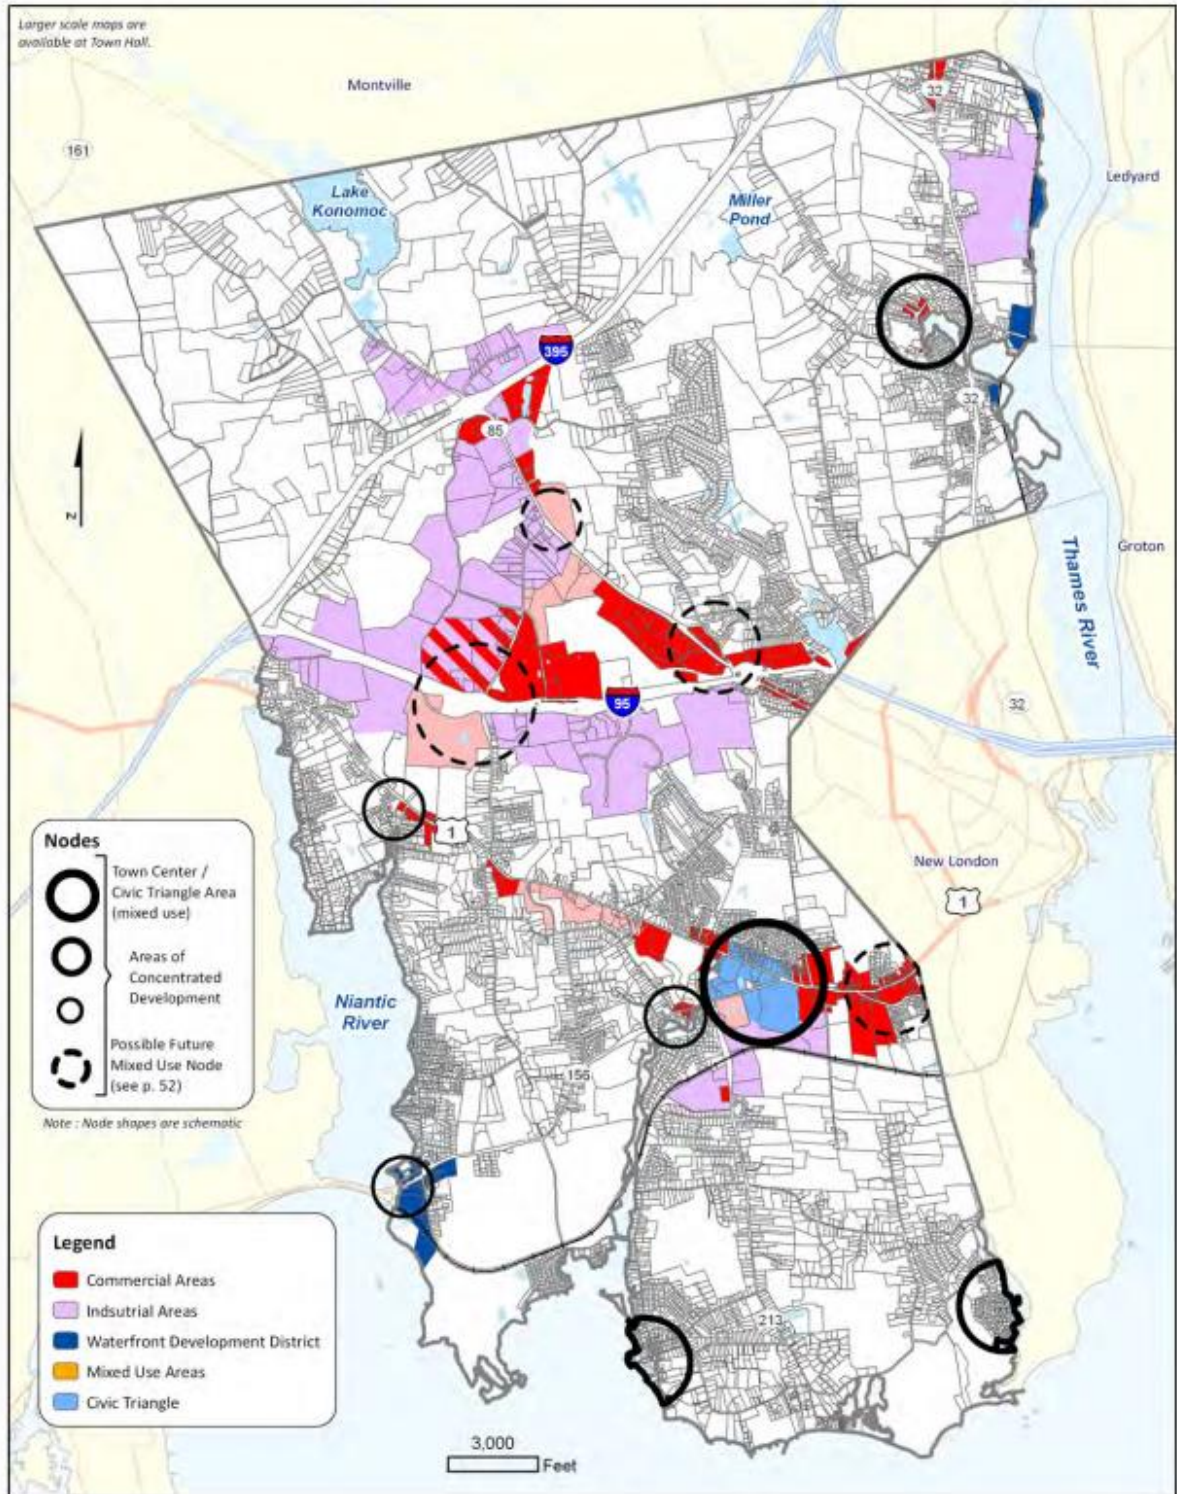 Larger scale maps are
available at Town Hall.
Montville
32
161
Ledyard
Lake
Konomoc
Miller
Pond
395
32
85
N
Thames
River
Groton
95
32
1
New London
1
Nodes
Town Center /
Civic Triangle Area
(mixed use)
Areas of
Concentrated
Development
Possible Future
Mixed Use Node
(see p. 52)
Note : Node shapes are schematic
Niantic
River
156
213
Legend
Commercial Areas
Indsutrial Areas
Waterfront Development District
Mixed Use Areas
Civic Triangle
3,000
Feet